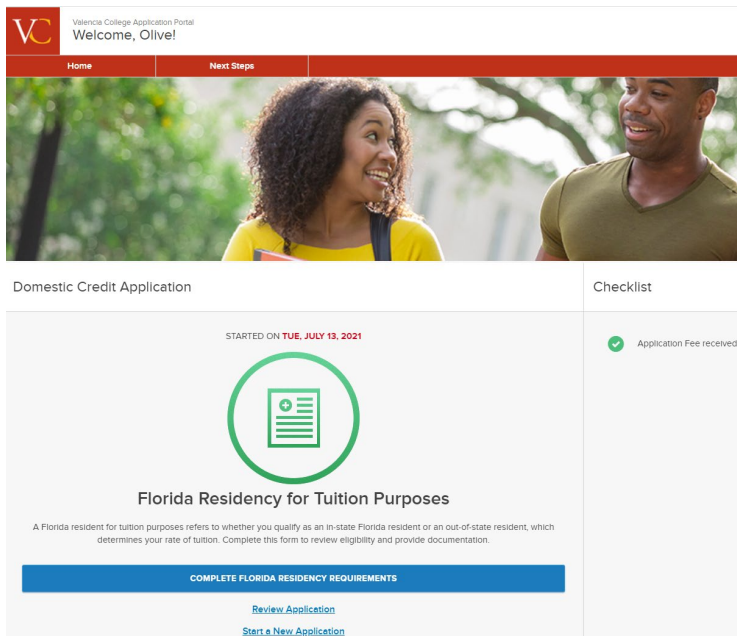 VC
Valencia College Application Portal
Welcome, Olive!
Home
Next Steps
Domestic Credit Application
Checklist
STARTED ON TUE, JULY 13, 2021
Application Fee received
Florida Residency for Tuition Purposes
A Florida resident for tuition purposes refers to whether you qualify as an in-state Florida resident or an out-of-state resident, which
determines your rate of tuition. Complete this form to review eligibility and provide documentation.
COMPLETE FLORIDA RESIDENCY REQUIREMENTS
Review Application
Start a New Application